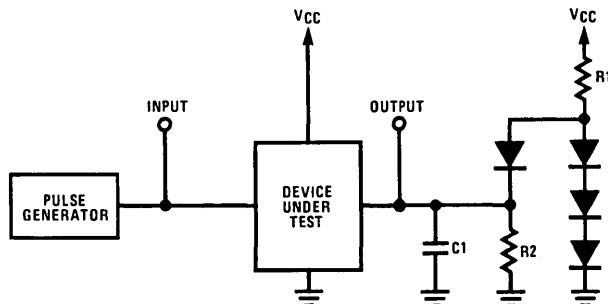 VCC
VCC
R1
INPUT
OUTPUT
PULSE
GENERATOR
DEVICE
UNDER
TEST
C1
R2